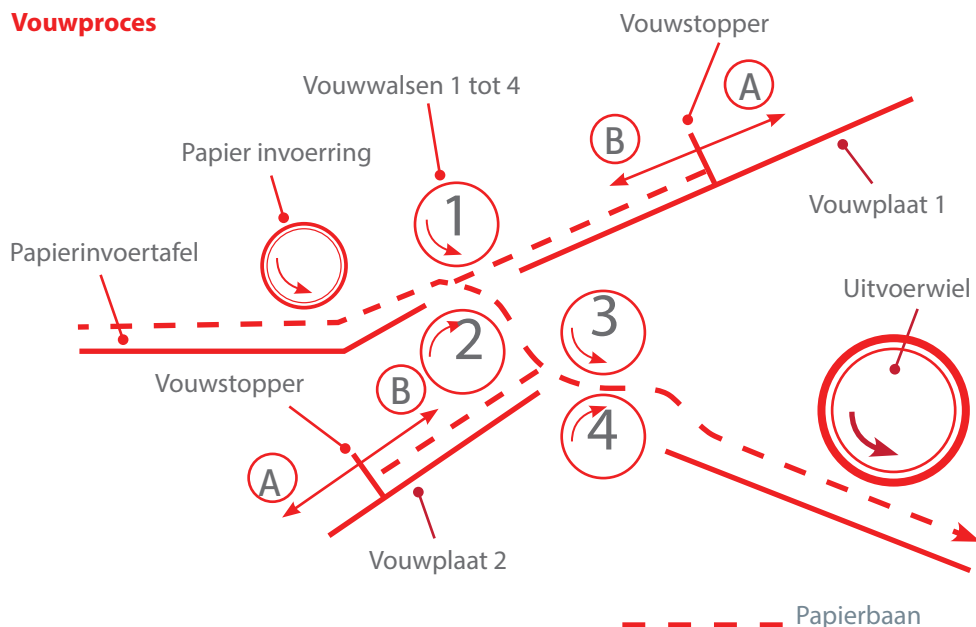 Vouwproces
Vouwstopper
Vouwwalsen 1 tot 4
A
B
Papier invoerring
1
Vouwplaat 1
Papierinvoertafel
Uitvoerwiel
3
2
Vouwstopper
B
4
A
Vouwplaat 2
Papierbaan